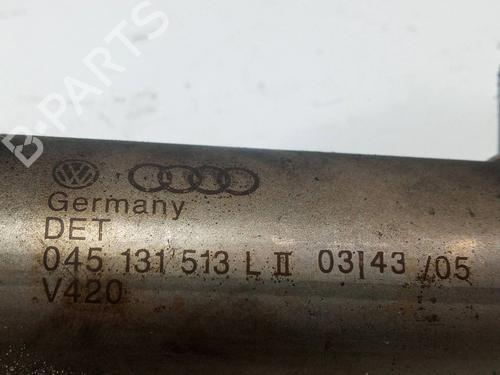 B-PARTS
Germany
DET
045 131 513 L II 03|43 /05
V420